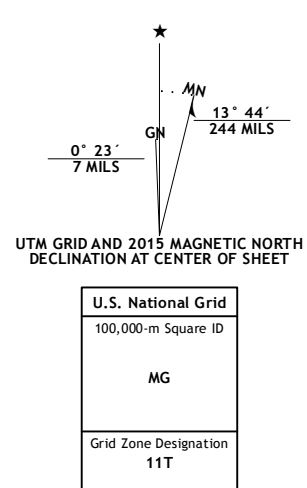 ★
MN
13° 44´
244 MILS
GN
0° 23´
7 MILS
UTM GRID AND 2015 MAGNETIC NORTH
DECLINATION AT CENTER OF SHEET
U.S. National Grid
100,000-m Square ID
MG
Grid Zone Designation
11T